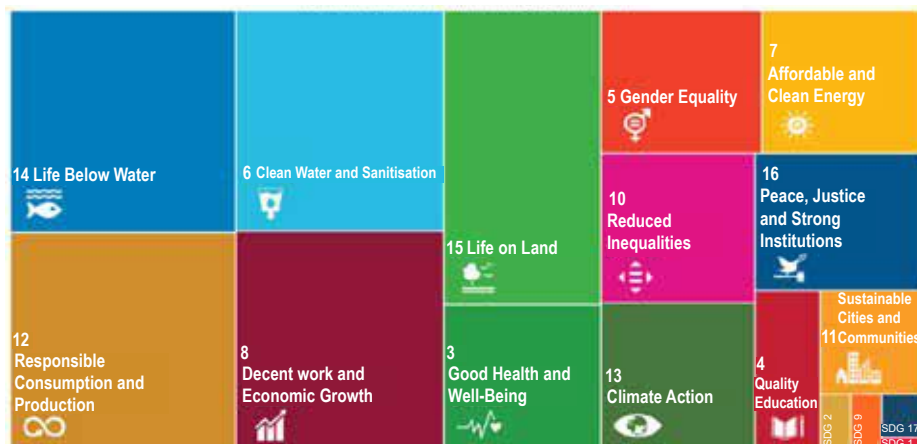 14 Life Below Water
6 Clean Water and Sanitisation
15 Life on Land
5 Gender Equality
7
Affordable and
Clean Energy
10
Reduced
Inequalities
16
Peace, Justice
and Strong
Institutions
12
Responsible
Consumption and
Production
8
Decent work and
Economic Growth
3
Good Health and
Well-Being
13
Climate Action
4
Quality
Education
Sustainable
Cities and
11 Communities
SDG 2
SDG 9
SDG 17